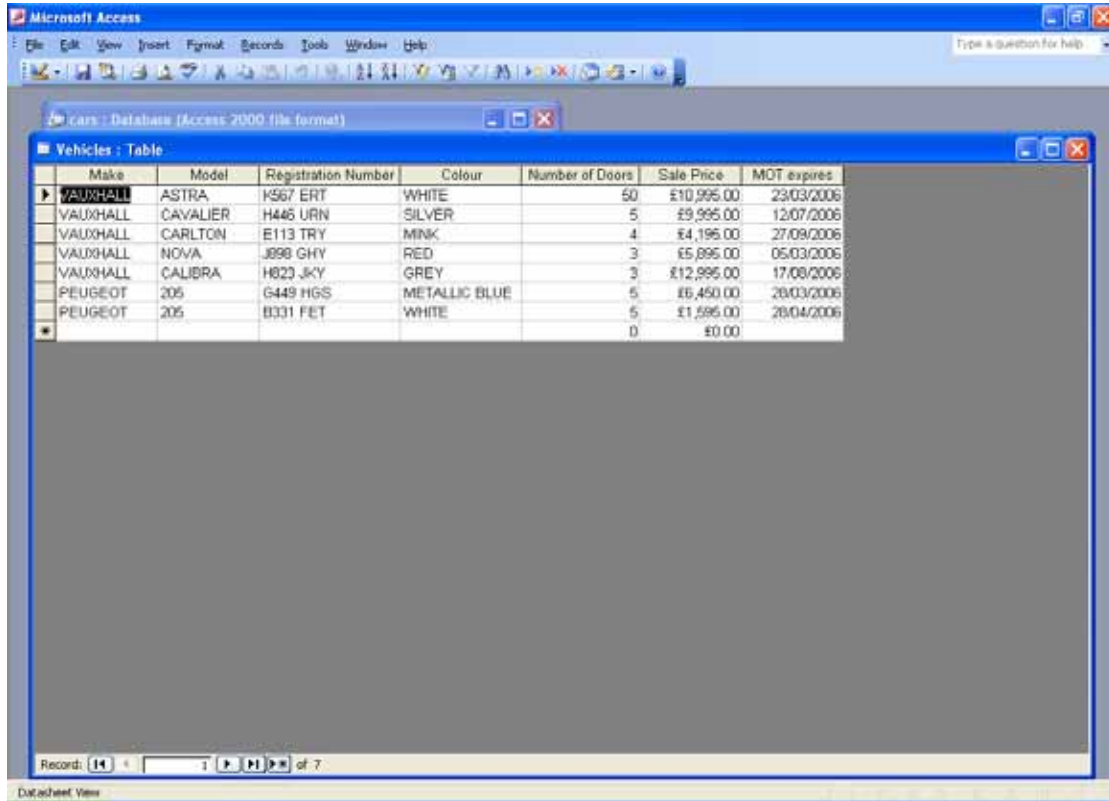 Microsoft Access
File Edit View Insert Format Records Tools Window Help
Type a question for help
cars : Database (Access 2000 file format)
Vehicles : Table
Make Model Registration Number Colour Number of Doors Sale Price MOT expires
VAUXHALL ASTRA K567 ERT WHITE 50 £10,995.00 23/03/2006
VAUXHALL CAVALIER H446 URN SILVER 5 £9,995.00 12/07/2006
VAUXHALL CARLTON E113 TRY MINK 4 £4,195.00 27/09/2006
VAUXHALL NOVA J898 GHY RED 3 £5,895.00 05/03/2006
VAUXHALL CALIBRA H823 JKY GREY 3 £12,995.00 17/08/2006
PEUGEOT 205 G449 HGS METALLIC BLUE 5 £6,450.00 28/03/2006
PEUGEOT 205 B331 FET WHITE 5 £1,595.00 28/04/2006
0 £0.00
Record: 1 of 7
Datasheet View